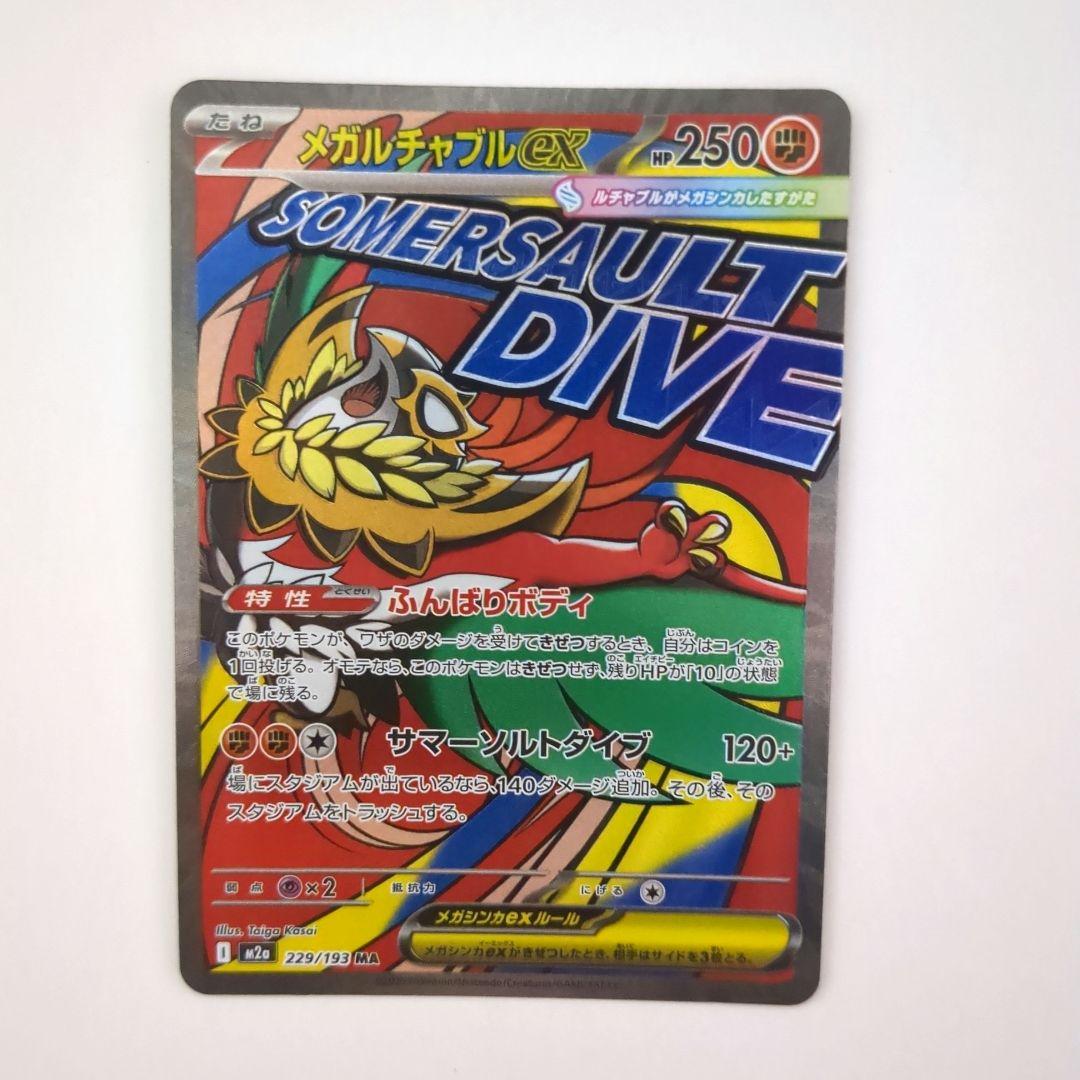 たね
メガルチャブルex
HP 250
ルチャブルがメガシンカしたすがた
SOMERSAULT
DIVE
特性 とくせい ふんばりボディ
このポケモンが、ワザのダメージを受けてきぜつするとき、自分はコインを
1回投げる。オモテなら、このポケモンはきぜつせず、残りHPが「10」の状態
で場に残る。
サマーソルトダイブ 120+
場にスタジアムが出ているなら、140ダメージ追加。その後、その
スタジアムをトラッシュする。
弱点 ×2 抵抗力 にげる
メガシンカexルール
メガシンカexがきぜつしたとき、相手はサイドを3枚とる。
Illus. Taiga Kasai
I M2a 229/193 MA